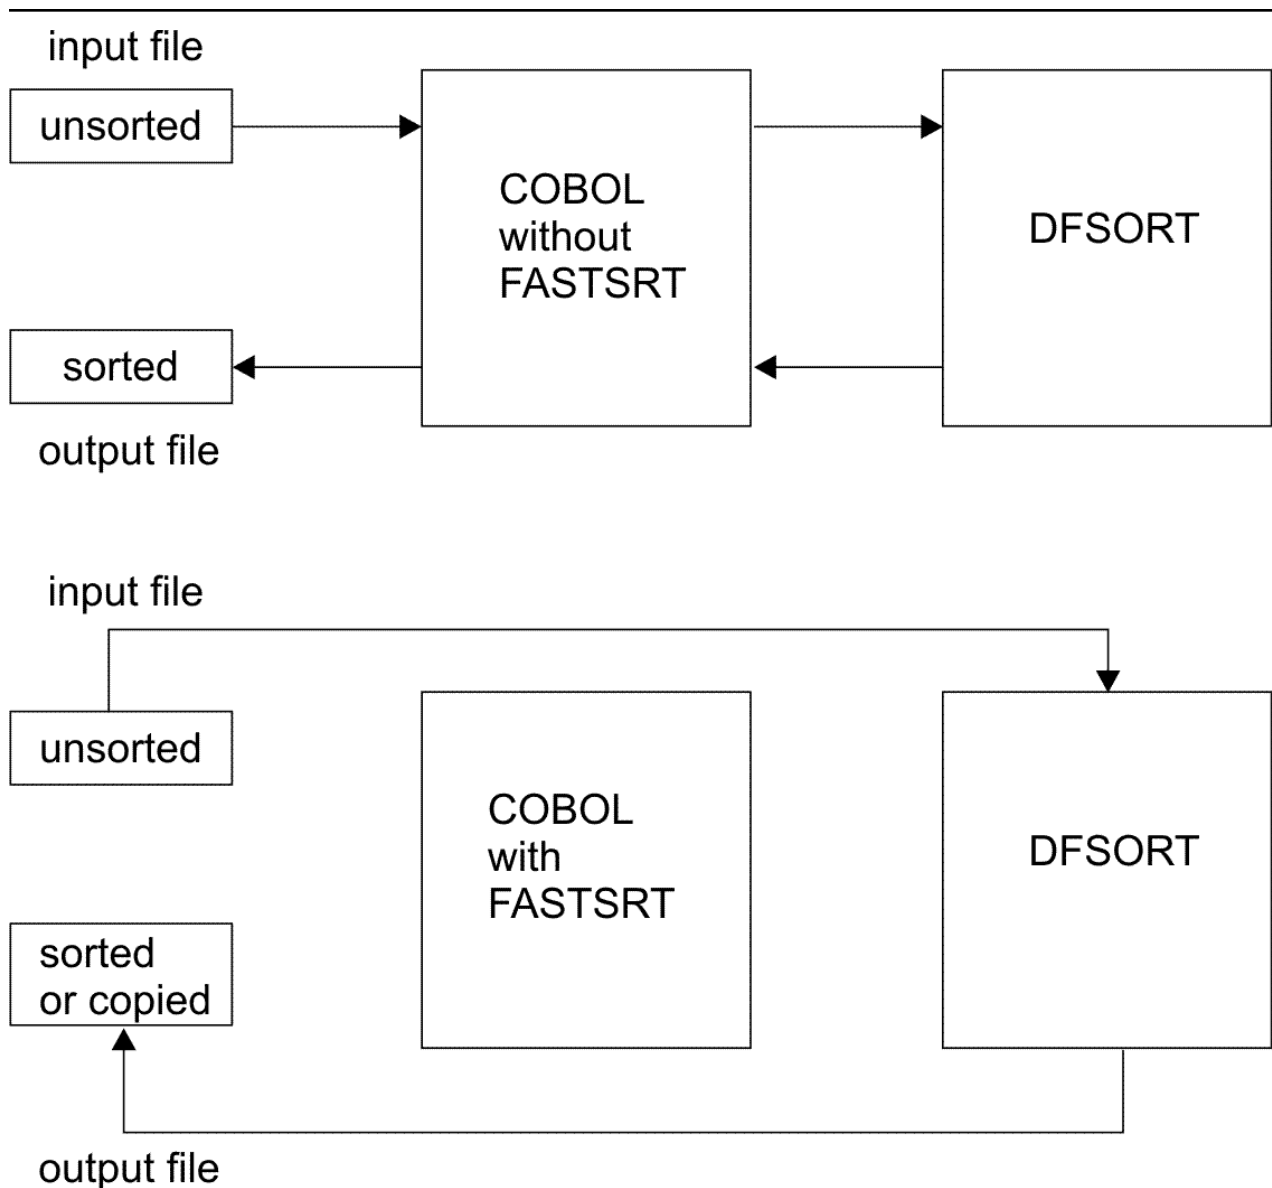 input file
unsorted
COBOL
without
FASTSRT
DFSORT
sorted
output file
input file
unsorted
COBOL
with
FASTSRT
DFSORT
sorted
or copied
output file